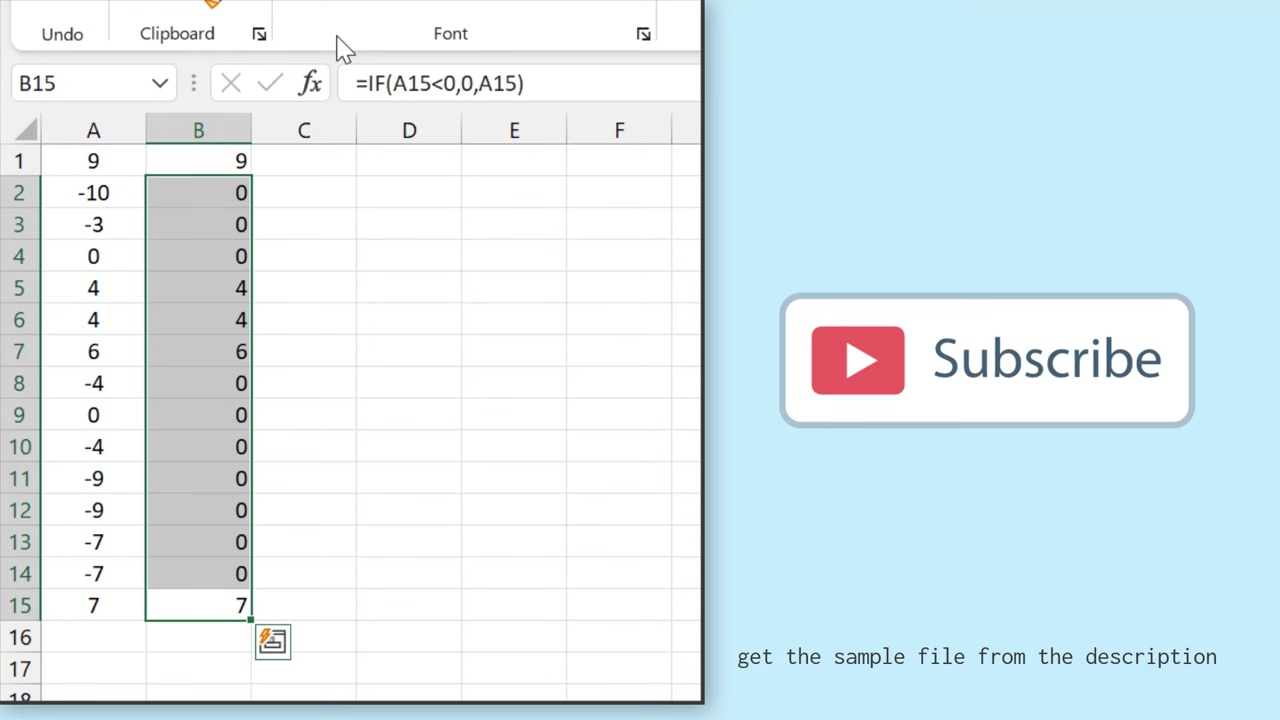 Undo Clipboard Font
B15 fx =IF(A15<0,0,A15)
A B C D E F
1 9 9
2 -10 0
3 -3 0
4 0 0
5 4 4
6 4 4
7 6 6
8 -4 0
9 0 0
10 -4 0
11 -9 0
12 -9 0
13 -7 0
14 -7 0
15 7 7
16
17
18
Subscribe
get the sample file from the description